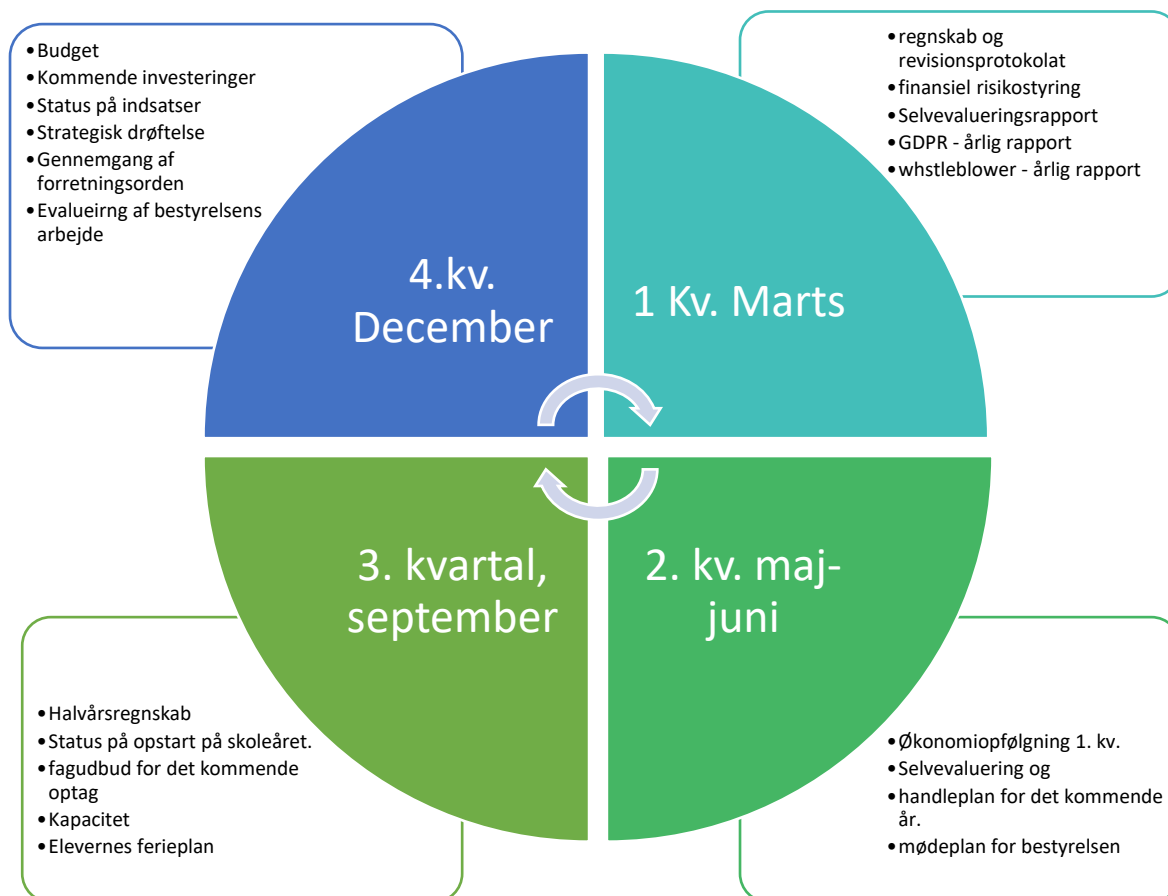 •Budget
•Kommende investeringer
•Status på indsatser
•Strategisk drøftelse
•Gennemgang af
forretningsorden
•Evalueirng af bestyrelsens
arbejde
4.kv.
December
•regnskab og
revisionsprotokolat
•finansiel risikostyring
•Selvevalueringsrapport
•GDPR - årlig rapport
•whstleblower - årlig rapport
1 Kv. Marts
3. kvartal,
september
•Halvårsregnskab
•Status på opstart på skoleåret.
•fagudbud for det kommende
optag
•Kapacitet
•Elevernes ferieplan
2. kv. maj-
juni
•Økonomiopfølgning 1. kv.
•Selvevaluering og
•handleplan for det kommende
år.
•mødeplan for bestyrelsen